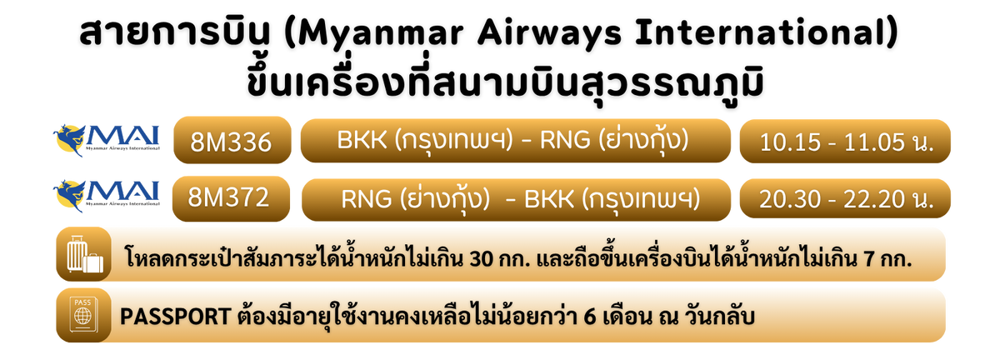 สายการบิน (Myanmar Airways International)
ขึ้นเครื่องที่สนามบินสุวรรณภูมิ
MAI
Myanmar Airways International
8M336
BKK (กรุงเทพฯ) - RNG (ย่างกุ้ง)
10.15 - 11.05 น.
MAI
Myanmar Airways International
8M372
RNG (ย่างกุ้ง) - BKK (กรุงเทพฯ)
20.30 - 22.20 น.
โหลดกระเป๋าสัมภาระได้น้ำหนักไม่เกิน 30 กก. และถือขึ้นเครื่องบินได้น้ำหนักไม่เกิน 7 กก.
PASS
PASSPORT ต้องมีอายุใช้งานคงเหลือไม่น้อยกว่า 6 เดือน ณ วันกลับ